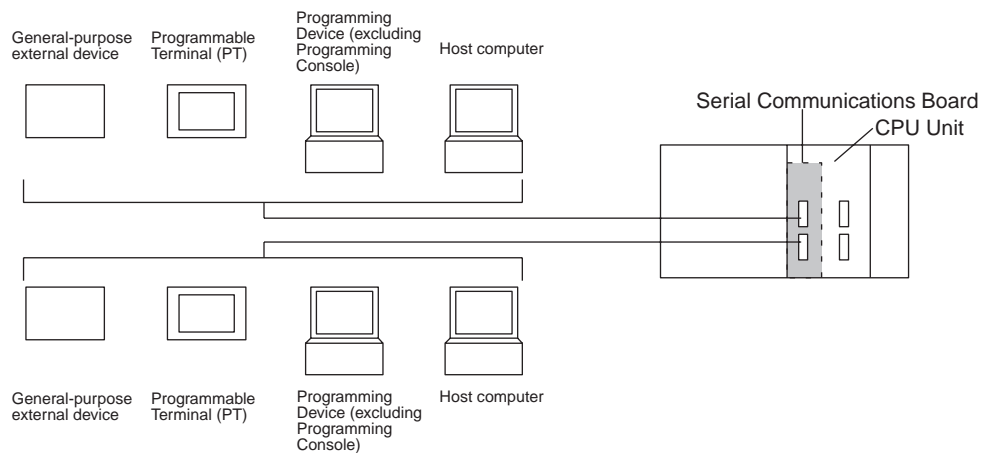 General-purpose
external device
Programmable
Terminal (PT)
Programming
Device (excluding
Programming
Console)
Host computer
Serial Communications Board
CPU Unit
General-purpose
external device
Programmable
Terminal (PT)
Programming
Device (excluding
Programming
Console)
Host computer